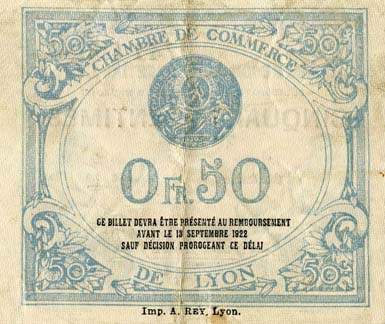 50 50
CHAMBRE DE COMMERCE
0 FR. 50
CE BILLET DEVRA ÊTRE PRÉSENTÉ AU REMBOURSEMENT
AVANT LE 13 SEPTEMBRE 1922
SAUF DÉCISION PROROGEANT CE DÉLAI
50 50
DE LYON
Imp. A. REY, Lyon.